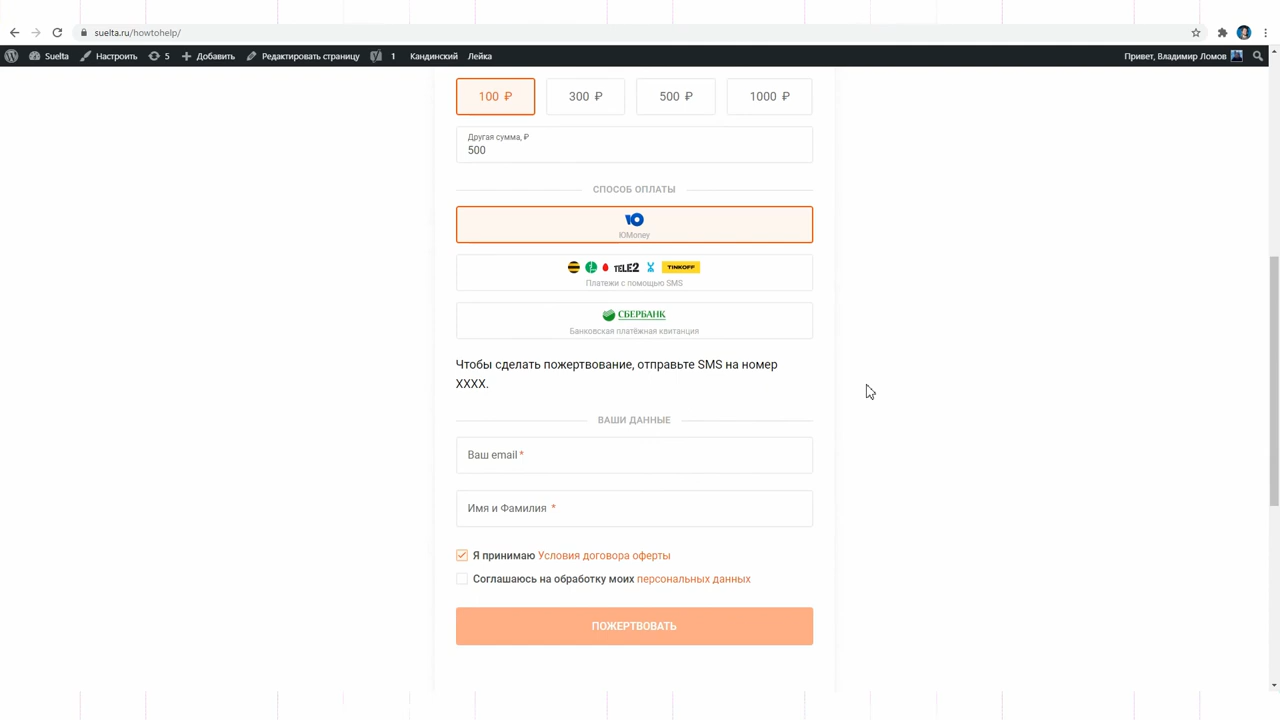 suelta.ru/howtohelp/
Suelta Настроить 5 Добавить Редактировать страницу 1 Кандинский Лейка Привет, Владимир Ломов
100 ₽ 300 ₽ 500 ₽ 1000 ₽
Другая сумма, ₽
500
СПОСОБ ОПЛАТЫ
ЮMoney
TELE2 TINKOFF
Платежи с помощью SMS
СБЕРБАНК
Банковская платёжная квитанция
Чтобы сделать пожертвование, отправьте SMS на номер
XXXX.
ВАШИ ДАННЫЕ
Ваш email *
Имя и Фамилия *
Я принимаю Условия договора оферты
Соглашаюсь на обработку моих персональных данных
ПОЖЕРТВОВАТЬ